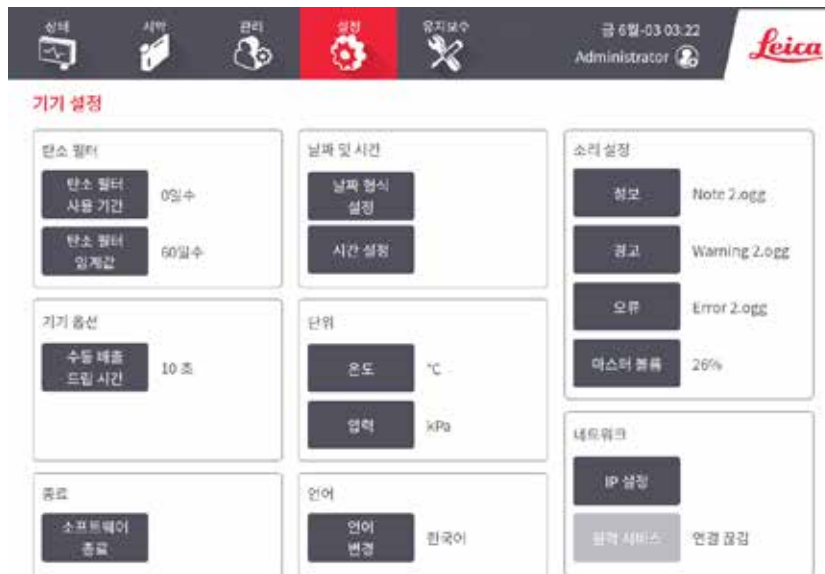 상태
시약
관리
설정
유지보수
금 6월-03 03:22
Administrator
Leica
기기 설정
탄소 필터
탄소 필터
사용 기간
0일수
탄소 필터
임계값
60일수
기기 옵션
수동 배출
드립 시간
10 초
종료
소프트웨어
종료
날짜 및 시간
날짜 형식
설정
시간 설정
단위
온도
℃
압력
kPa
언어
언어
변경
한국어
소리 설정
정보
Note 2.ogg
경고
Warning 2.ogg
오류
Error 2.ogg
마스터 볼륨
26%
네트워크
IP 설정
원격 서비스
연결 끊김